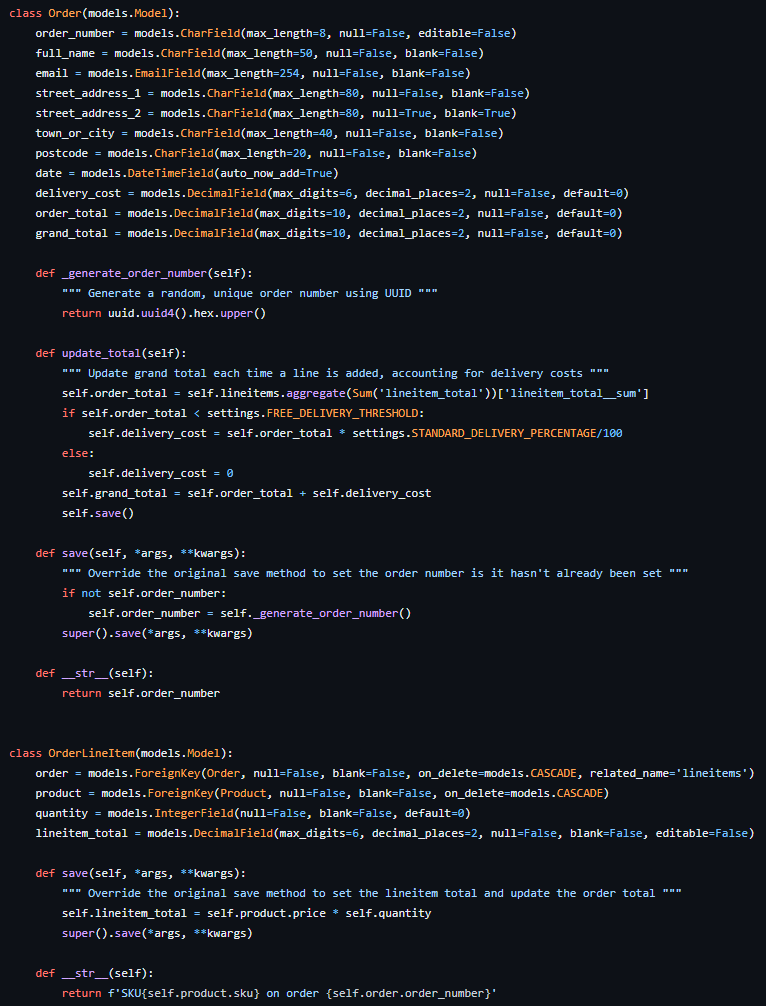 class Order(models.Model):
    order_number = models.CharField(max_length=8, null=False, editable=False)
    full_name = models.CharField(max_length=50, null=False, blank=False)
    email = models.EmailField(max_length=254, null=False, blank=False)
    street_address_1 = models.CharField(max_length=80, null=False, blank=False)
    street_address_2 = models.CharField(max_length=80, null=True, blank=True)
    town_or_city = models.CharField(max_length=40, null=False, blank=False)
    postcode = models.CharField(max_length=20, null=False, blank=False)
    date = models.DateTimeField(auto_now_add=True)
    delivery_cost = models.DecimalField(max_digits=6, decimal_places=2, null=False, default=0)
    order_total = models.DecimalField(max_digits=10, decimal_places=2, null=False, default=0)
    grand_total = models.DecimalField(max_digits=10, decimal_places=2, null=False, default=0)

    def _generate_order_number(self):
        """ Generate a random, unique order number using UUID """
        return uuid.uuid4().hex.upper()

    def update_total(self):
        """ Update grand total each time a line is added, accounting for delivery costs """
        self.order_total = self.lineitems.aggregate(Sum('lineitem_total'))['lineitem_total__sum']
        if self.order_total < settings.FREE_DELIVERY_THRESHOLD:
            self.delivery_cost = self.order_total * settings.STANDARD_DELIVERY_PERCENTAGE/100
        else:
            self.delivery_cost = 0
        self.grand_total = self.order_total + self.delivery_cost
        self.save()

    def save(self, *args, **kwargs):
        """ Override the original save method to set the order number is it hasn't already been set """
        if not self.order_number:
            self.order_number = self._generate_order_number()
        super().save(*args, **kwargs)

    def __str__(self):
        return self.order_number


class OrderLineItem(models.Model):
    order = models.ForeignKey(Order, null=False, blank=False, on_delete=models.CASCADE, related_name='lineitems')
    product = models.ForeignKey(Product, null=False, blank=False, on_delete=models.CASCADE)
    quantity = models.IntegerField(null=False, blank=False, default=0)
    lineitem_total = models.DecimalField(max_digits=6, decimal_places=2, null=False, blank=False, editable=False)

    def save(self, *args, **kwargs):
        """ Override the original save method to set the lineitem total and update the order total """
        self.lineitem_total = self.product.price * self.quantity
        super().save(*args, **kwargs)

    def __str__(self):
        return f'SKU{self.product.sku} on order {self.order.order_number}'